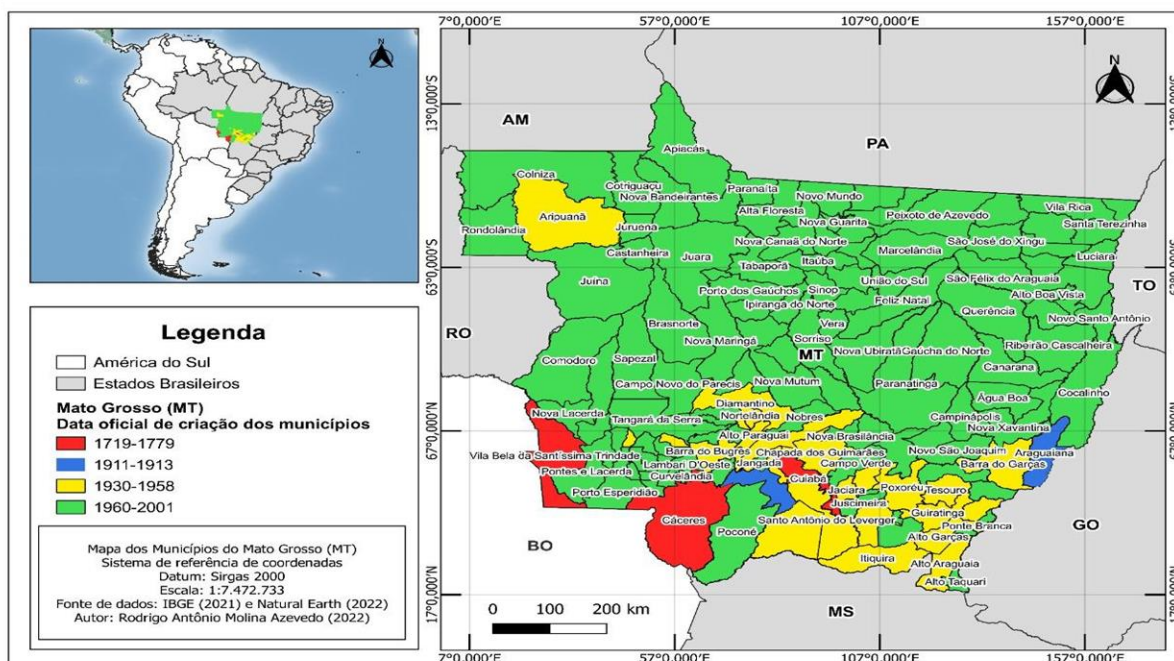 N
Legenda
América do Sul
Estados Brasileiros
Mato Grosso (MT)
Data oficial de criação dos municípios
1719-1779
1911-1913
1930-1958
1960-2001
Mapa dos Municípios do Mato Grosso (MT)
Sistema de referência de coordenadas
Datum: Sirgas 2000
Escala: 1:7.472.733
Fonte de dados: IBGE (2021) e Natural Earth (2022)
Autor: Rodrigo Antônio Molina Azevedo (2022)
7°0,000'E 57°0,000'E 107°0,000'E 157°0,000'E
N
AM
PA
Apiacás
Colniza
Cotriguaçu
Paranaíta
Nova Bandeirantes
Novo Mundo
Vila Rica
Aripuanã
Alta Floresta
Peixoto de Azevedo
Nova Guarita
Santa Terezinha
Rondolândia
Juruena
Nova Canaã do Norte
São José do Xingu
Castanheira
Juara
Itaúba
Marcelândia
Luciara
Tabaporã
Juína
União do Sul
São Félix do Araguaia
TO
Porto dos Gaúchos
Sinop
Alto Boa Vista
Ipiranga do Norte
Feliz Natal
Querência
Novo Santo Antônio
Brasnorte
Vera
RO
Nova Maringá
Sorriso
Ribeirão Cascalheira
Comodoro
Sapezal
MT
Nova Ubiratã
Gaúcha do Norte
Canarana
Campo Novo do Parecis
Nova Mutum
Paranatinga
Cocalinho
Diamantino
Água Boa
Nova Lacerda
Nortelândia
Tangará da Serra
Nobres
Campinápolis
Nova Xavantina
Alto Paraguai
Nova Brasilândia
Vila Bela da Santíssima Trindade
Barra do Bugres
Chapada dos Guimarães
Novo São Joaquim
Araguaiana
Pontes e Lacerda
Lambari D'Oeste
Jangada
Campo Verde
Barra do Garças
Curvelândia
Cuiabá
Porto Esperidião
Jaciara
Poxoréu
Tesouro
Juscimeira
Cáceres
Guiratinga
Santo Antônio do Leverger
Ponte Branca
GO
Poconé
Alto Garças
BO
Itiquira
Alto Araguaia
Alto Taquari
0 100 200 km
MS
7°0,000'E 57°0,000'E 107°0,000'E 157°0,000'E